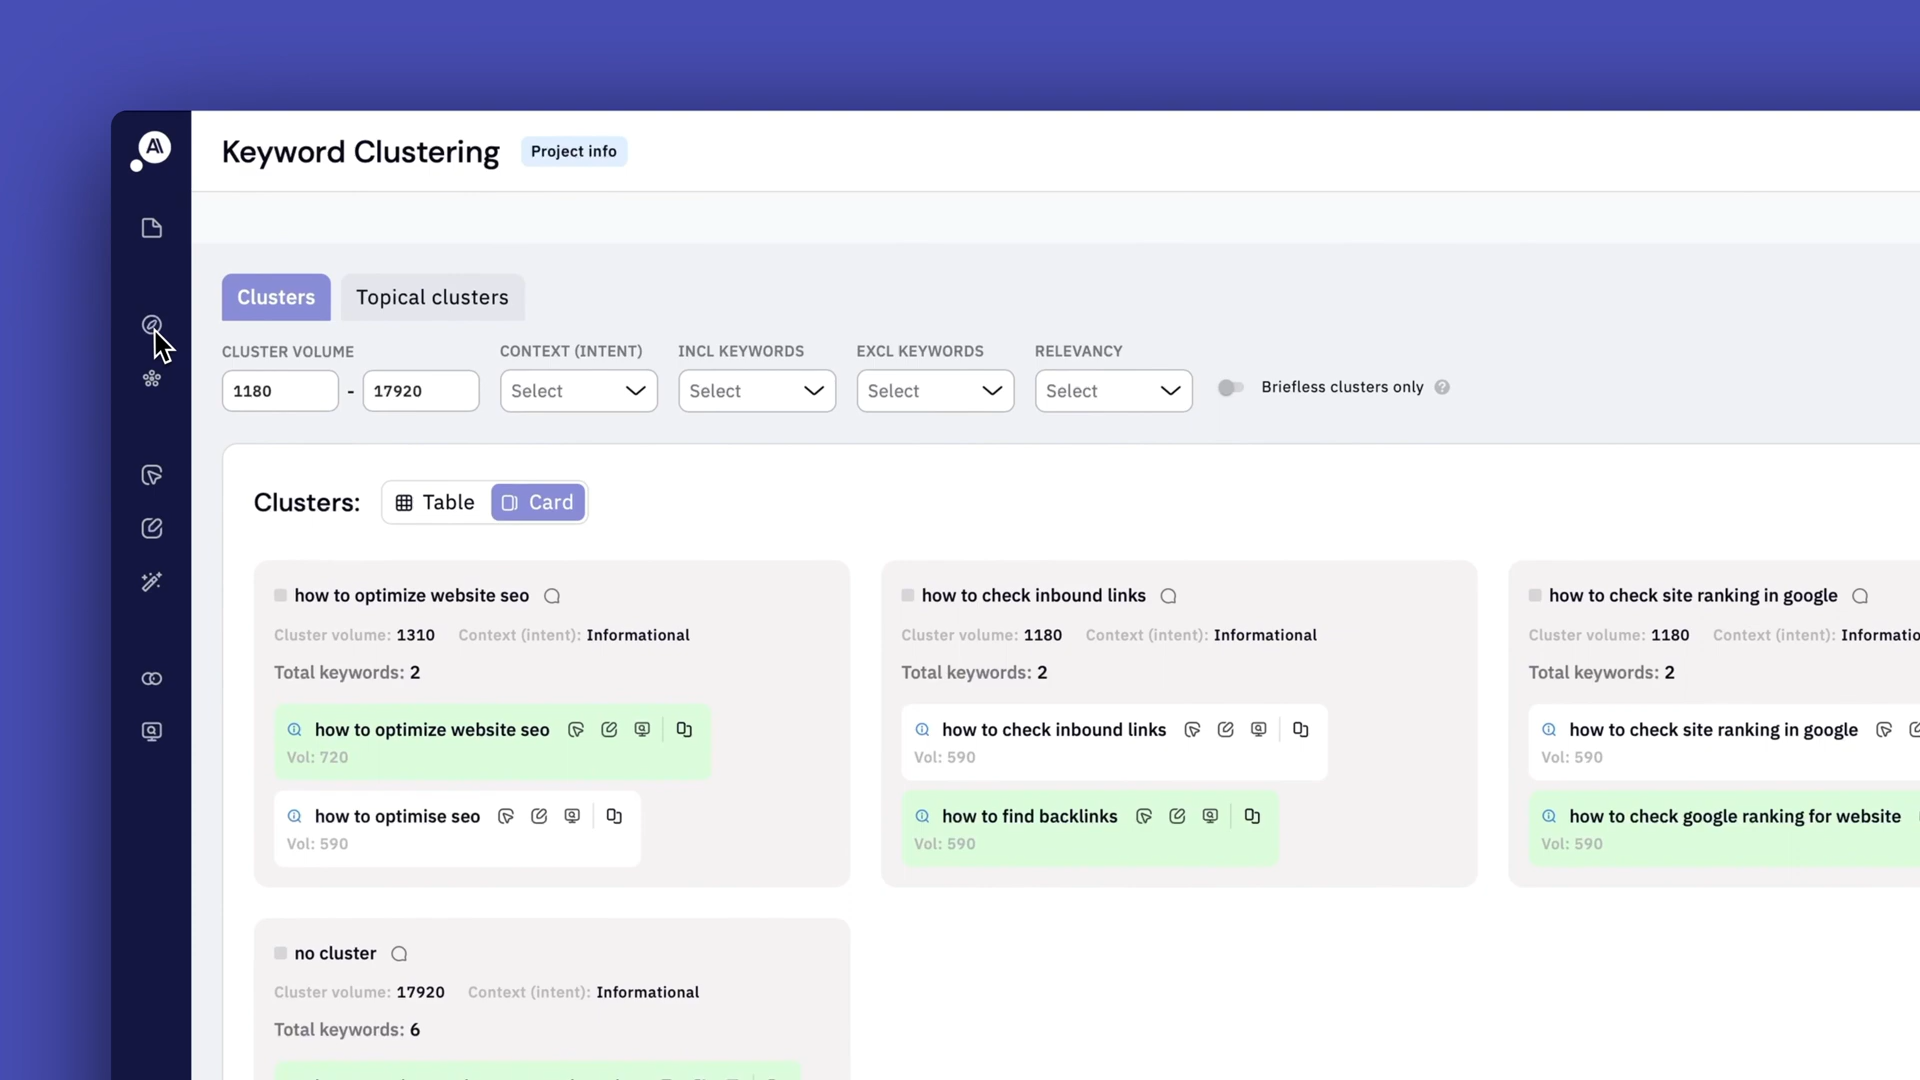 Keyword Clustering
Project info
Clusters
Topical clusters
CLUSTER VOLUME
CONTEXT (INTENT)
INCL KEYWORDS
EXCL KEYWORDS
RELEVANCY
1180 - 17920
Select
Select
Select
Select
Briefless clusters only
Clusters:
Table
Card
how to optimize website seo
Cluster volume: 1310 Context (intent): Informational
Total keywords: 2
how to optimize website seo
Vol: 720
how to optimise seo
Vol: 590
how to check inbound links
Cluster volume: 1180 Context (intent): Informational
Total keywords: 2
how to check inbound links
Vol: 590
how to find backlinks
Vol: 590
how to check site ranking in google
Cluster volume: 1180 Context (intent): Informatio
Total keywords: 2
how to check site ranking in google
Vol: 590
how to check google ranking for website
Vol: 590
no cluster
Cluster volume: 17920 Context (intent): Informational
Total keywords: 6